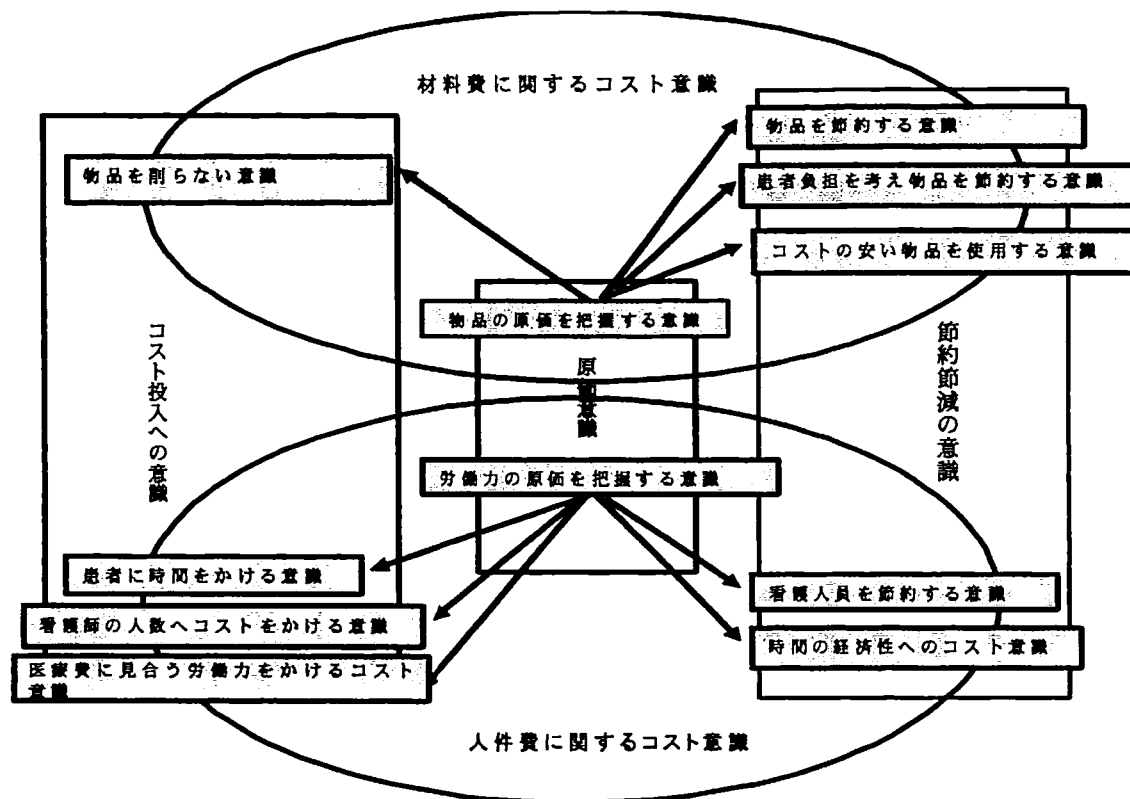 材料費に関するコスト意識
物品を節約する意識
物品を削らない意識
患者負担を考え物品を節約する意識
コストの安い物品を使用する意識
物品の原価を把握する意識
コスト投入への意識
原価意識
節約節減の意識
労働力の原価を把握する意識
患者に時間をかける意識
看護人員を節約する意識
看護師の人数へコストをかける意識
時間の経済性へのコスト意識
医療費に見合う労働力をかけるコスト
意識
人件費に関するコスト意識